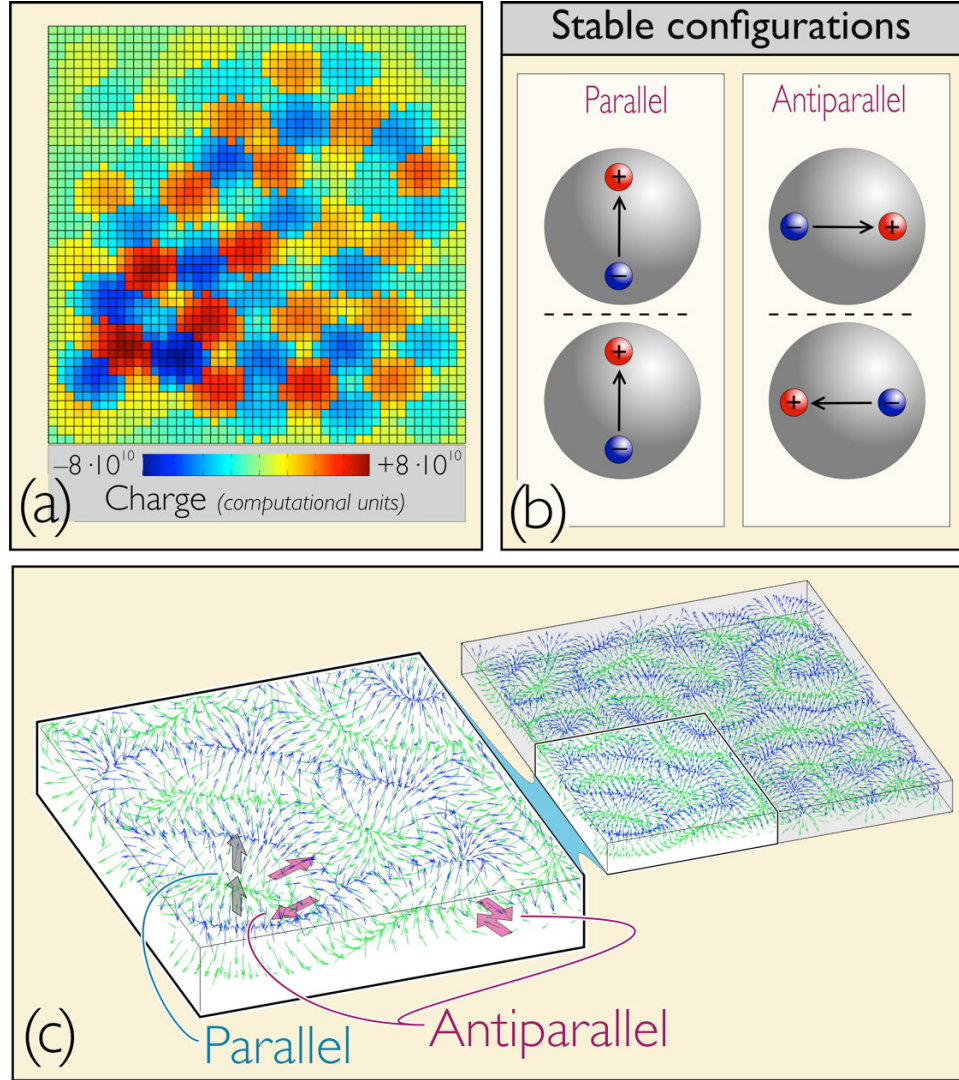 −8·10¹⁰
+8·10¹⁰
Charge (computational units)
(a)
Stable configurations
Parallel
Antiparallel
+
−
+
−
−
+
+
−
(b)
Parallel
Antiparallel
(c)